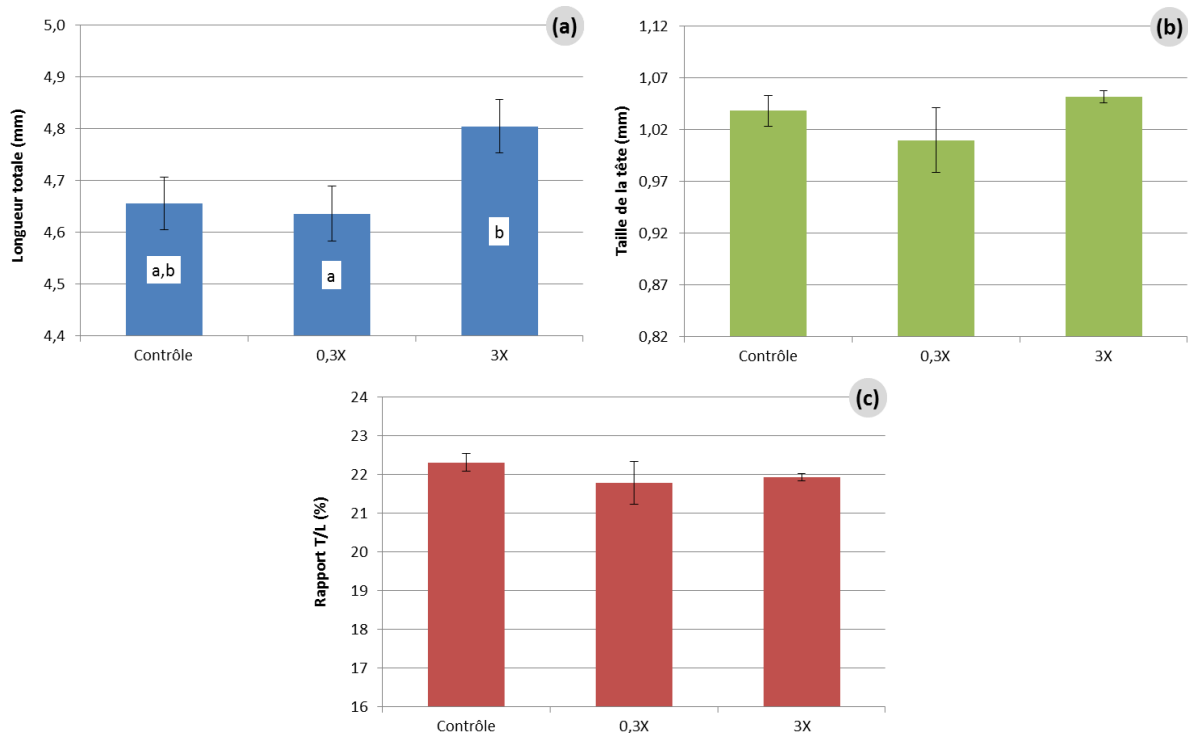 (a)
Longueur totale (mm)
5,0
4,9
4,8
4,7
4,6
4,5
4,4
a,b
a
b
Contrôle 0,3X 3X
(b)
Taille de la tête (mm)
1,12
1,07
1,02
0,97
0,92
0,87
0,82
Contrôle 0,3X 3X
(c)
Rapport T/L (%)
24
23
22
21
20
19
18
17
16
Contrôle 0,3X 3X